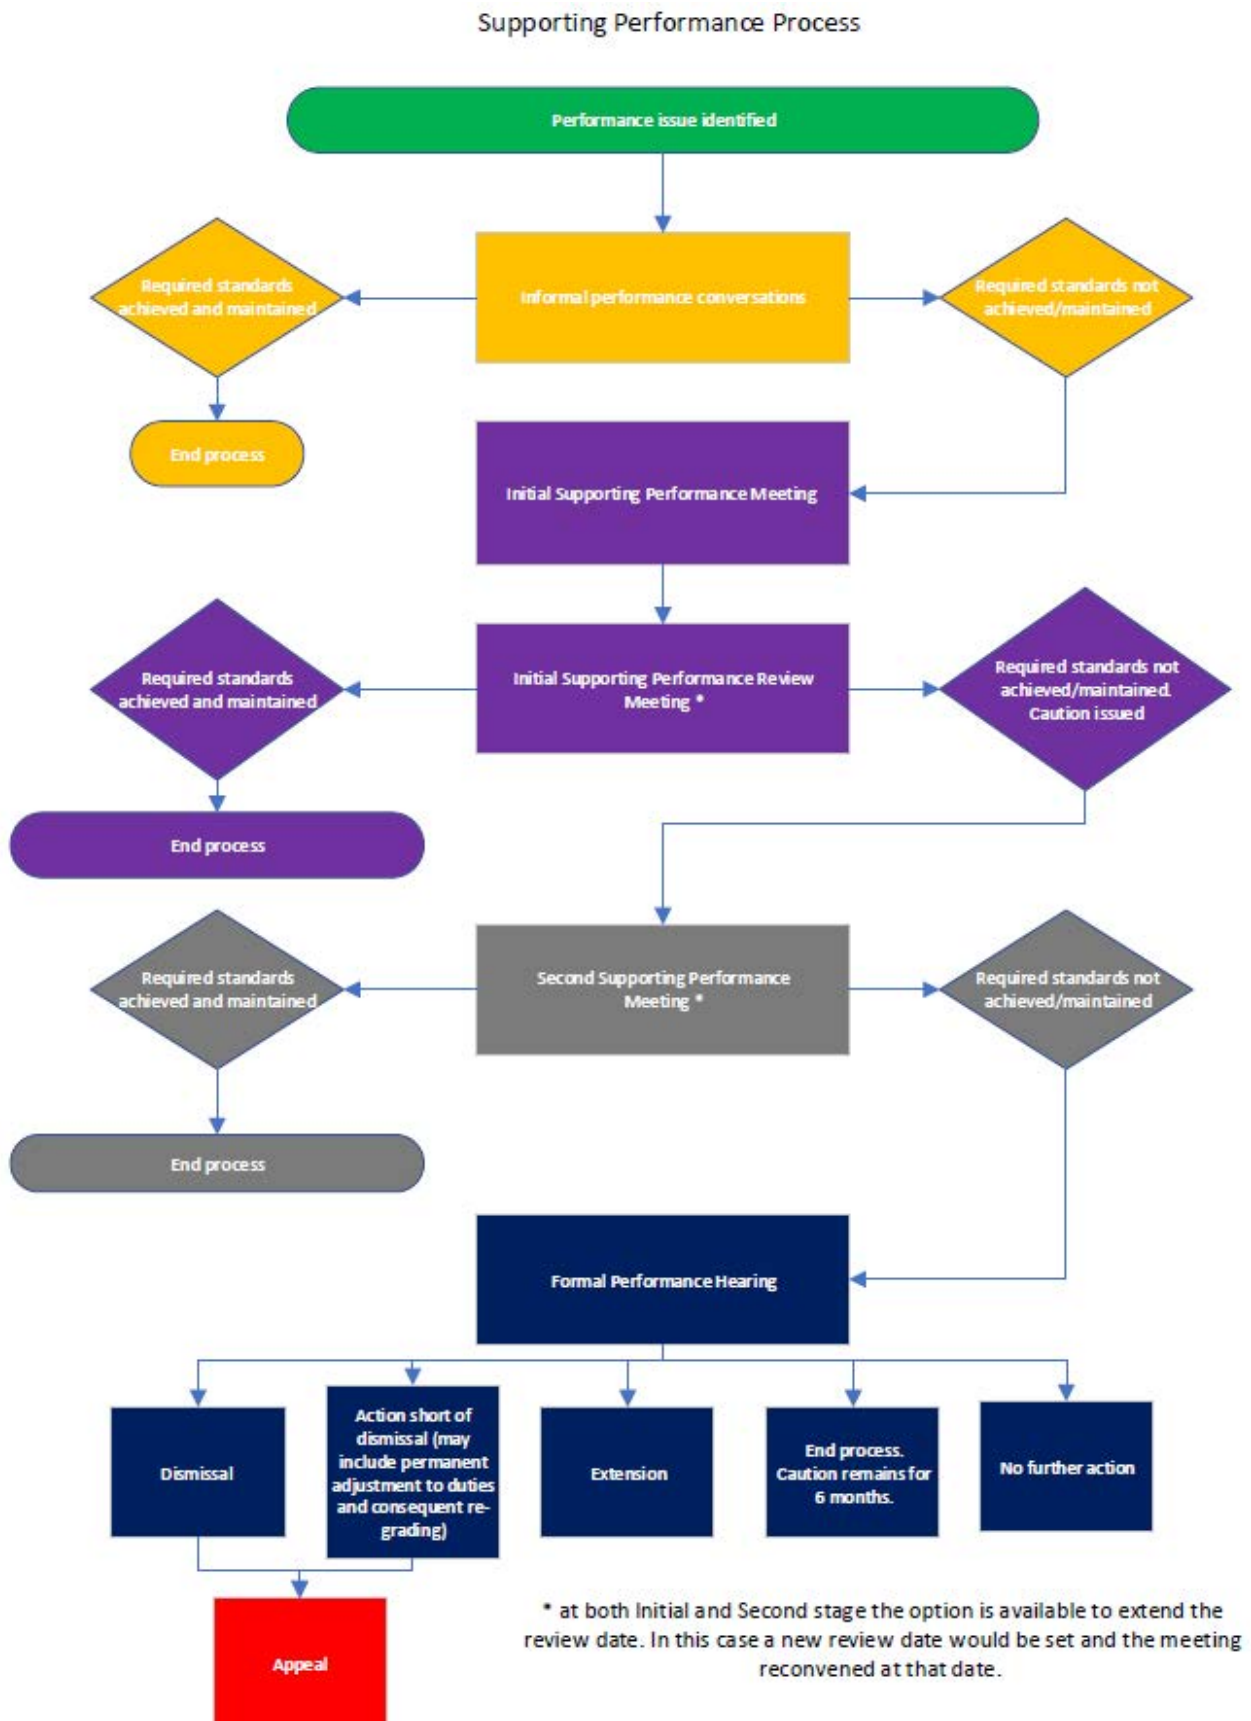 Supporting Performance Process
Performance issue identified
Required standards
achieved and maintained
Informal performance conversations
Required standards not
achieved/maintained
End process
Initial Supporting Performance Meeting
Required standards
achieved and maintained
Initial Supporting Performance Review
Meeting *
Required standards not
achieved/maintained.
Caution issued
End process
Required standards
achieved and maintained
Second Supporting Performance
Meeting *
Required standards not
achieved/maintained
End process
Formal Performance Hearing
Dismissal
Action short of
dismissal (may
include permanent
adjustment to duties
and consequent re-
grading)
Extension
End process.
Caution remains for
6 months.
No further action
Appeal
* at both Initial and Second stage the option is available to extend the
review date. In this case a new review date would be set and the meeting
reconvened at that date.